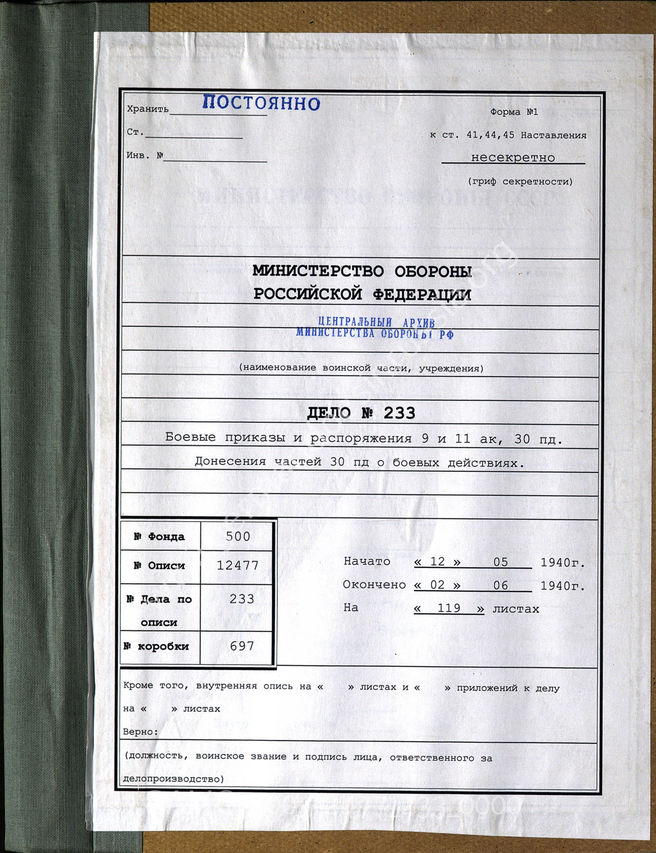 Хранить ПОСТОЯННО
Форма №1
Ст.
к ст. 41,44,45 Наставления
Инв. №
несекретно
(гриф секретности)
МИНИСТЕРСТВО ОБОРОНЫ
РОССИЙСКОЙ ФЕДЕРАЦИИ
ЦЕНТРАЛЬНЫЙ АРХИВ
МИНИСТЕРСТВА ОБОРОНЫ РФ
(наименование воинской части, учреждения)
ДЕЛО № 233
Боевые приказы и распоряжения 9 и 11 ак, 30 пд.
Донесения частей 30 пд о боевых действиях.
№ Фонда 500
№ Описи 12477
№ Дела по описи 233
№ коробки 697
Начато « 12 » 05 1940г.
Окончено « 02 » 06 1940г.
На « 119 » листах
Кроме того, внутренняя опись на « » листах и « » приложений к делу
на « » листах
Верно:
(должность, воинское звание и подпись лица, ответственного за
делопроизводство)